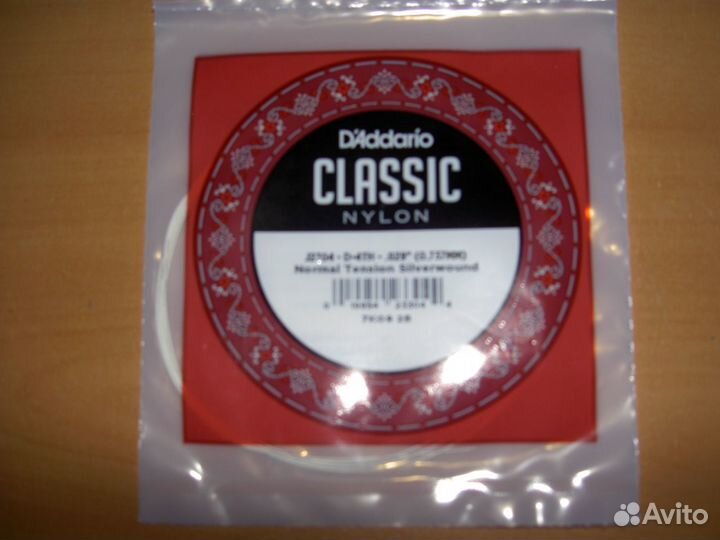 D'Addario
CLASSIC
NYLON
J2704 - D-4TH - .029" (0.737MM)
Normal Tension Silverwound
Avito